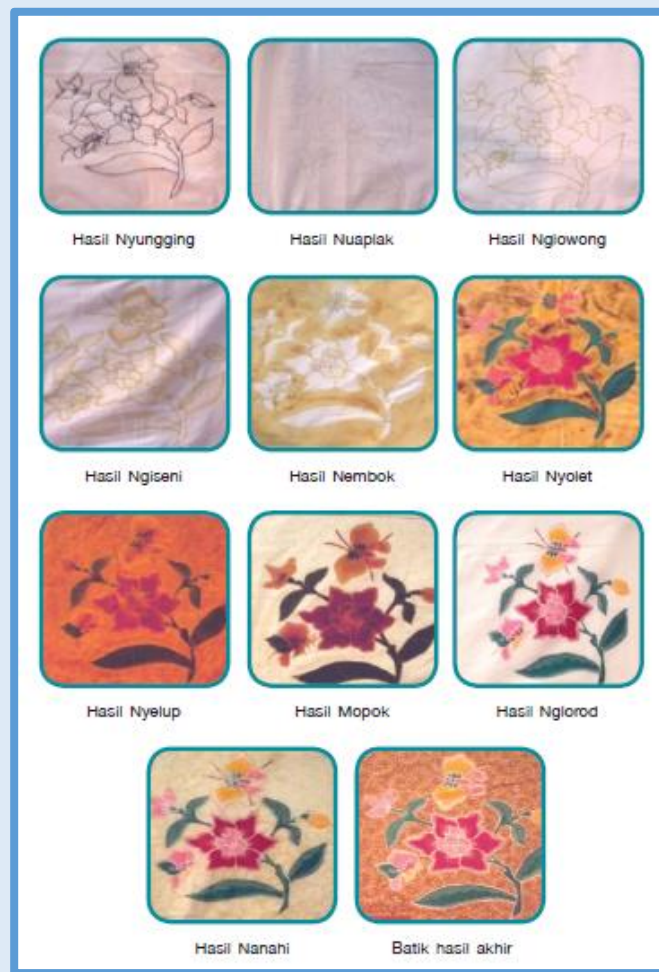 Hasil Nyungging
Hasil Nuaplak
Hasil Nglowong
Hasil Ngiseni
Hasil Nembok
Hasil Nyolet
Hasil Nyelup
Hasil Mopok
Hasil Nglorod
Hasil Nanahi
Batik hasil akhir